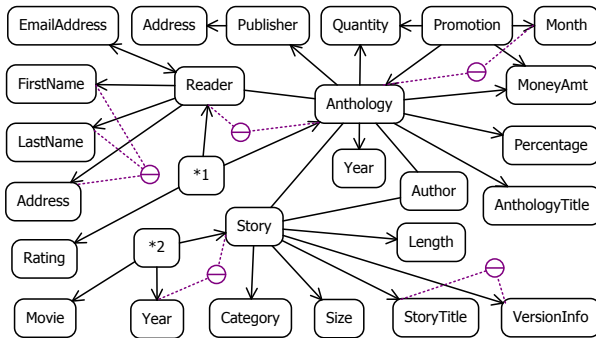 EmailAddress
Address
Publisher
Quantity
Promotion
Month
FirstName
Reader
Anthology
MoneyAmt
LastName
Percentage
*1
Year
Author
Address
AnthologyTitle
Story
Length
Rating
*2
Movie
Year
Category
Size
StoryTitle
VersionInfo